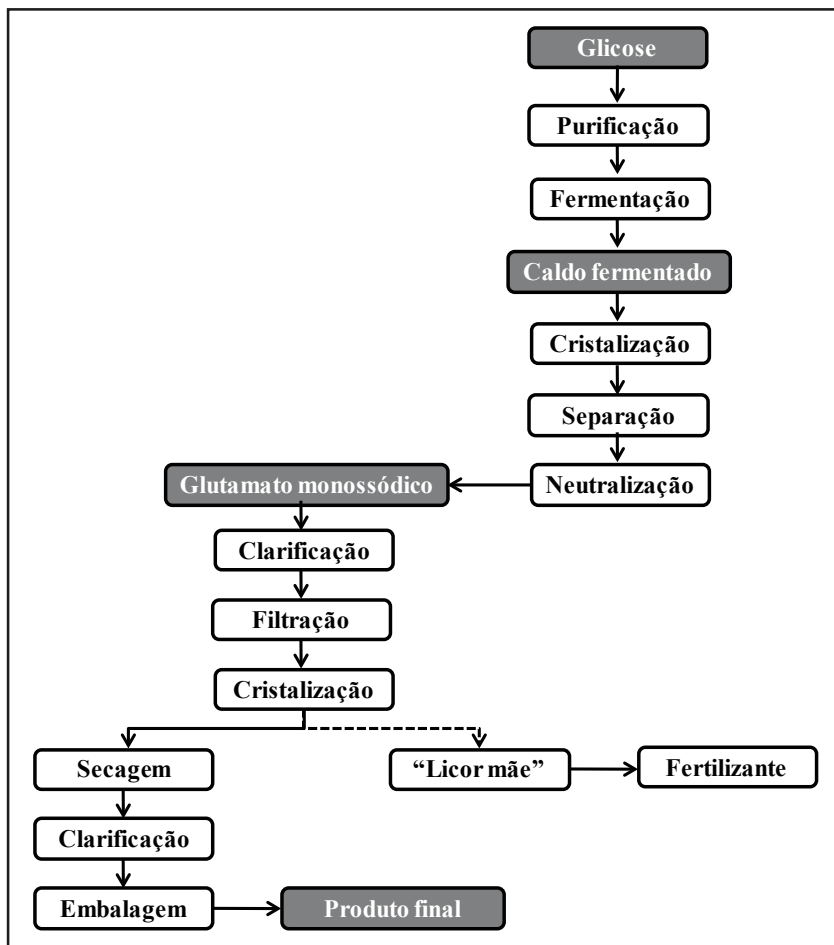 Glicose
Purificação
Fermentação
Caldo fermentado
Cristalização
Separação
Neutralização
Glutamato monossódico
Clarificação
Filtração
Cristalização
Secagem
“Licor mãe”
Fertilizante
Clarificação
Embalagem
Produto final